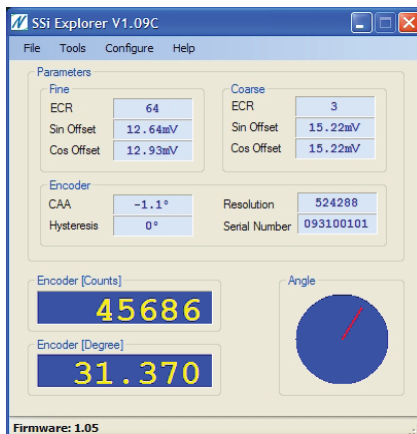 SSi Explorer V1.09C
File Tools Configure Help
Parameters
Fine
ECR 64
Sin Offset 12.64mV
Cos Offset 12.93mV
Coarse
ECR 3
Sin Offset 15.22mV
Cos Offset 15.22mV
Encoder
CAA -1.1°
Hysteresis 0°
Resolution 524288
Serial Number 093100101
Encoder [Counts]
45686
Encoder [Degree]
31.370
Angle
Firmware: 1.05